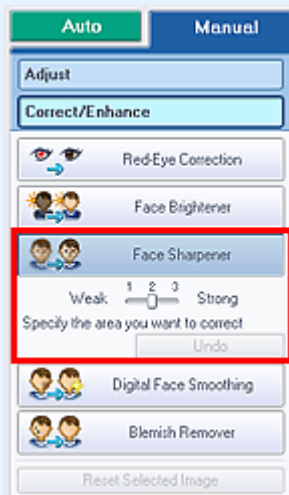 Auto Manual
Adjust
Correct/Enhance
Red-Eye Correction
Face Brightener
Face Sharpener
1 2 3
Weak Strong
Specify the area you want to correct
Undo
Digital Face Smoothing
Blemish Remover
Reset Selected Image